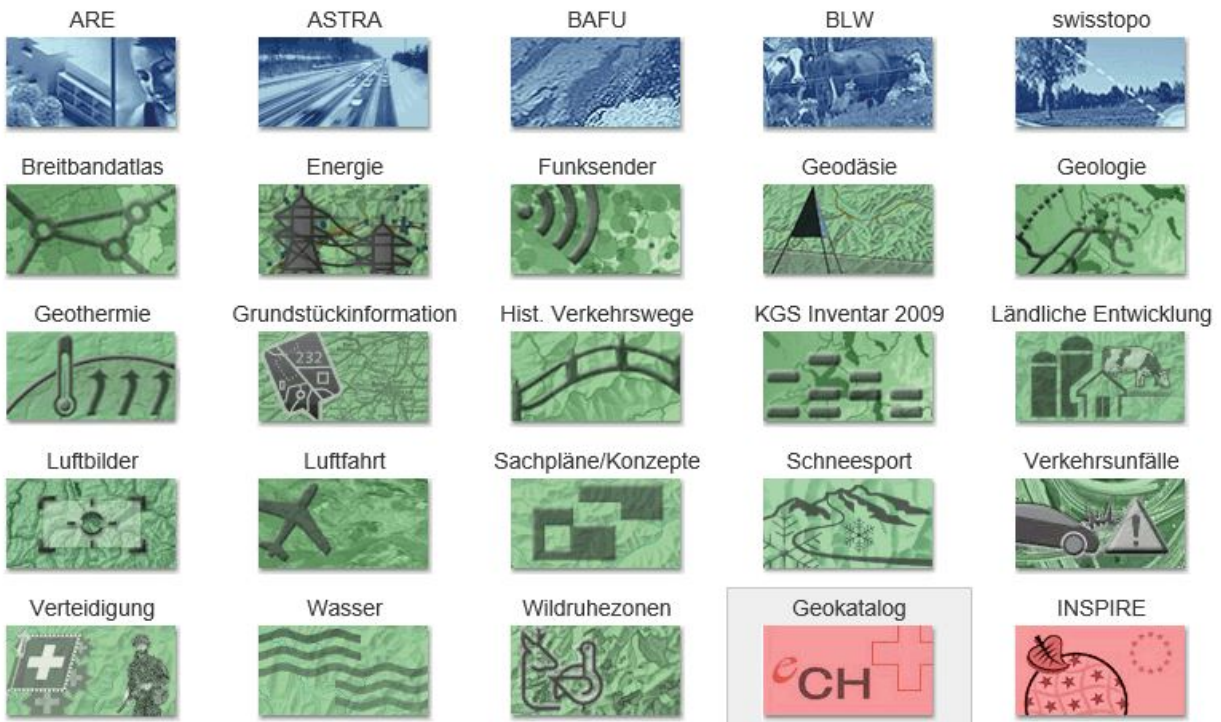 ARE
ASTRA
BAFU
BLW
swisstopo
Breitbandatlas
Energie
Funksender
Geodäsie
Geologie
Geothermie
Grundstückinformation
232
Hist. Verkehrswege
KGS Inventar 2009
Ländliche Entwicklung
Luftbilder
Luftfahrt
Sachpläne/Konzepte
Schneesport
Verkehrsunfälle
Verteidigung
Wasser
Wildruhezonen
Geokatalog
eCH
INSPIRE